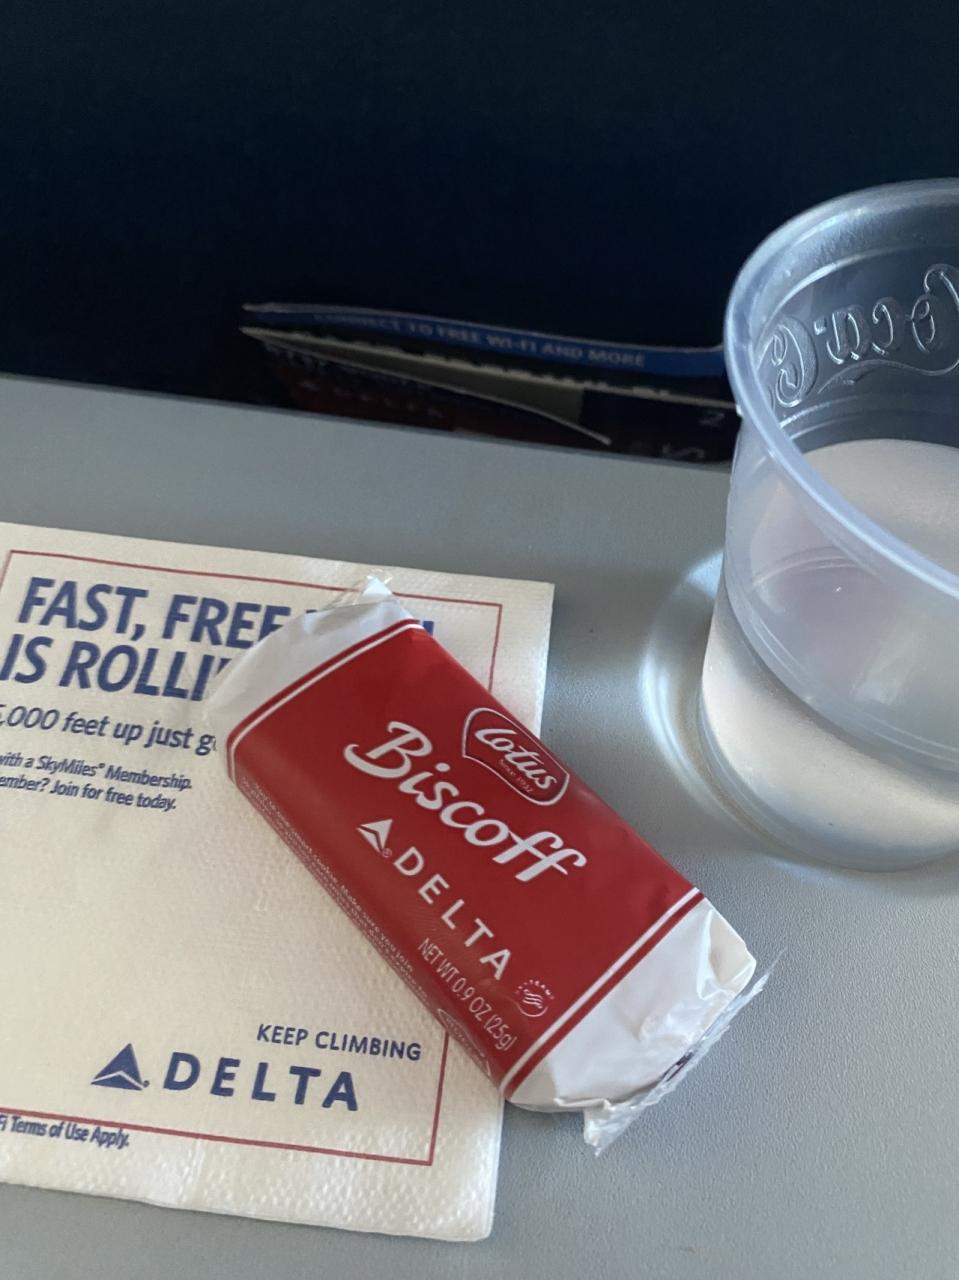 CONNECT TO FREE WI-FI AND MORE
Coca-Co
FAST, FREE
IS ROLLI
,000 feet up just g
with a SkyMiles® Membership.
ember? Join for free today.
Lotus
Since 1932
Biscoff
DELTA
NET WT 0.9 OZ (25g)
KEEP CLIMBING
DELTA
Fi Terms of Use Apply.